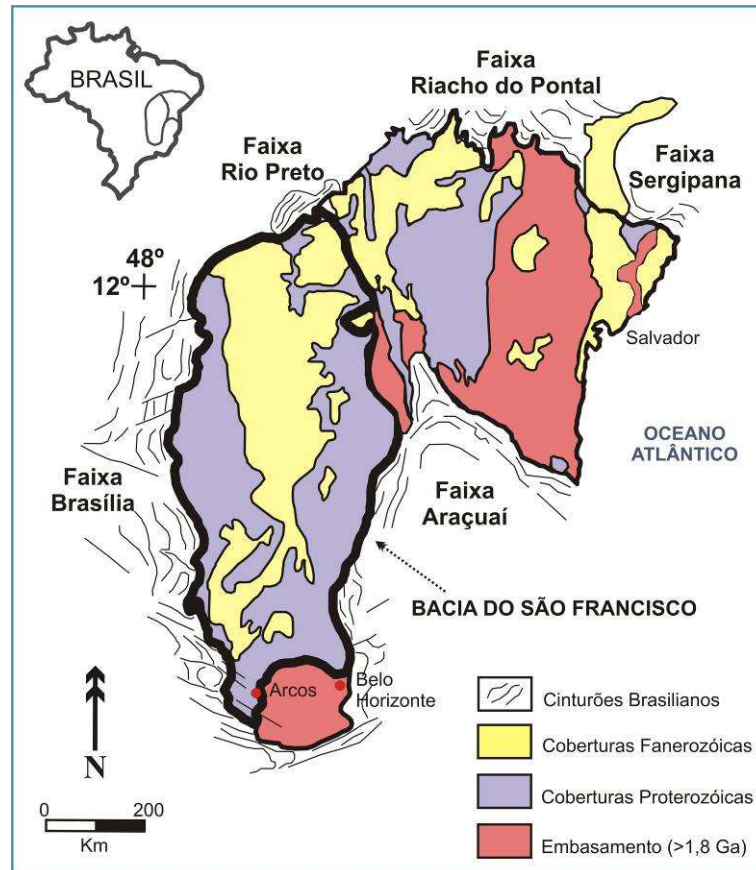 BRASIL
Faixa
Riacho do Pontal
Faixa
Rio Preto
Faixa
Sergipana
48º
12º
Salvador
OCEANO
ATLÂNTICO
Faixa
Brasília
Faixa
Araçuaí
BACIA DO SÃO FRANCISCO
Arcos
Belo
Horizonte
N
0 200
Km
Cinturões Brasilianos
Coberturas Fanerozóicas
Coberturas Proterozóicas
Embasamento (>1,8 Ga)